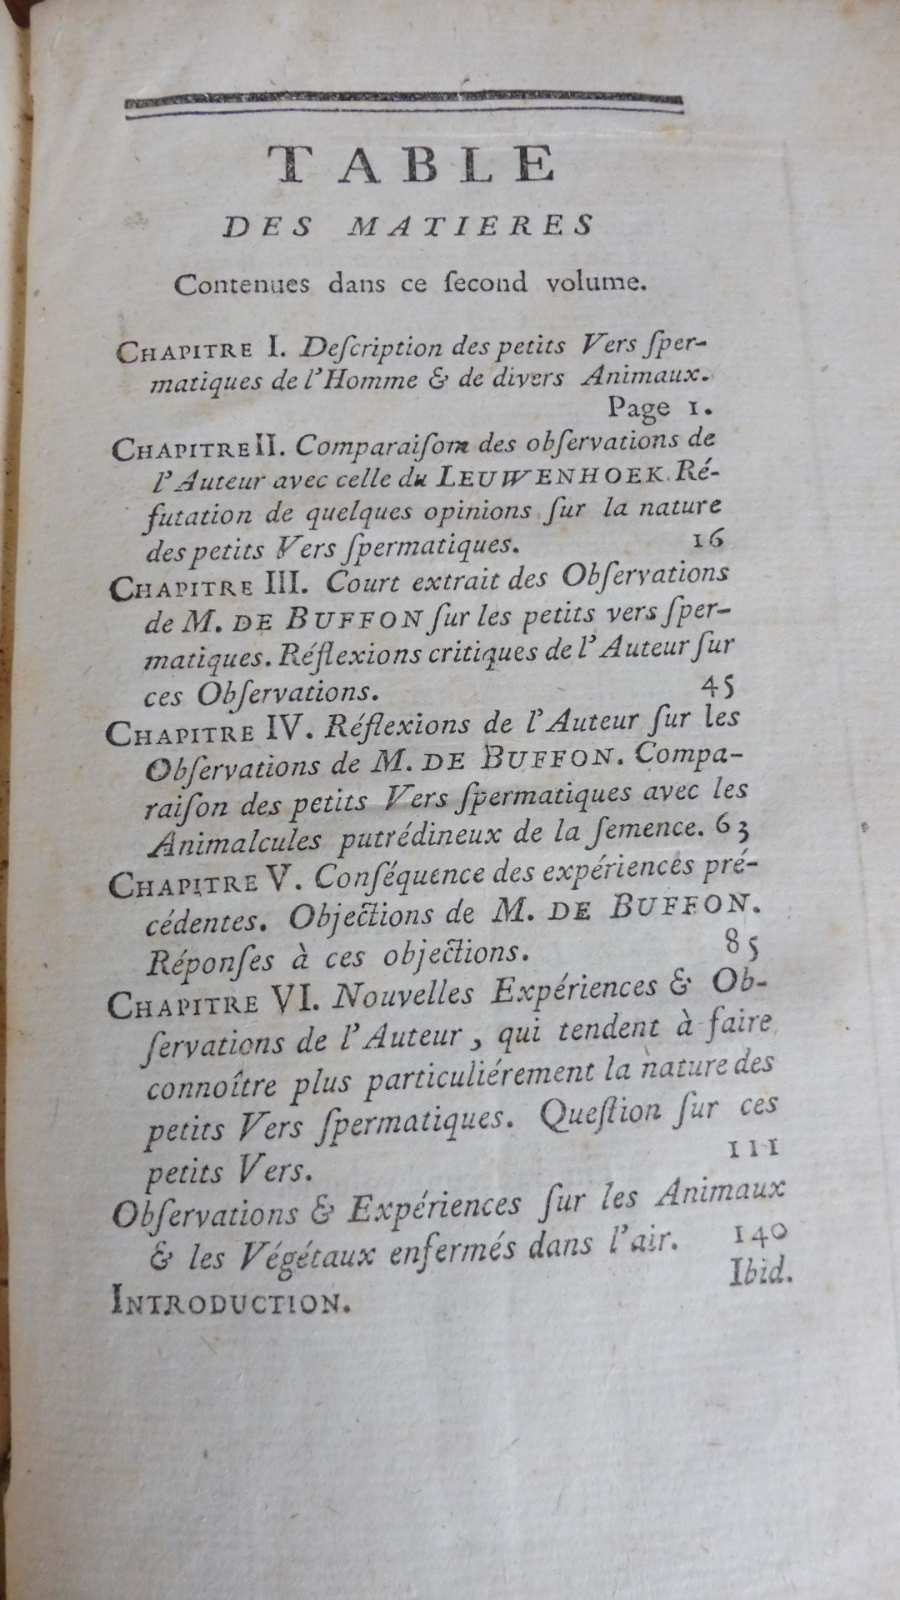 TABLE
DES MATIERES
Contenues dans ce ſecond volume.
CHAPITRE I. Deſcription des petits Vers ſper-
matiques de l'Homme & de divers Animaux.
Page 1.
CHAPITRE II. Comparaiſom des obſervations de
l'Auteur avec celle du LEUWENHOEK. Ré-
futation de quelques opinions ſur la nature
des petits Vers ſpermatiques. 16
CHAPITRE III. Court extrait des Obſervations
de M. DE BUFFON ſur les petits vers ſper-
matiques. Réflexions critiques de l'Auteur ſur
ces Obſervations. 45
CHAPITRE IV. Réflexions de l'Auteur ſur les
Obſervations de M. DE BUFFON. Compa-
raiſon des petits Vers ſpermatiques avec les
Animalcules putrédineux de la ſemence. 63
CHAPITRE V. Conſéquence des expériences pré-
cédentes. Objections de M. DE BUFFON.
Réponſes à ces objections. 85
CHAPITRE VI. Nouvelles Expériences & Ob-
ſervations de l'Auteur, qui tendent à faire
connoître plus particuliérement la nature des
petits Vers ſpermatiques. Queſtion ſur ces
petits Vers. 111
Obſervations & Expériences ſur les Animaux
& les Végétaux enfermés dans l'air. 140
INTRODUCTION. Ibid.